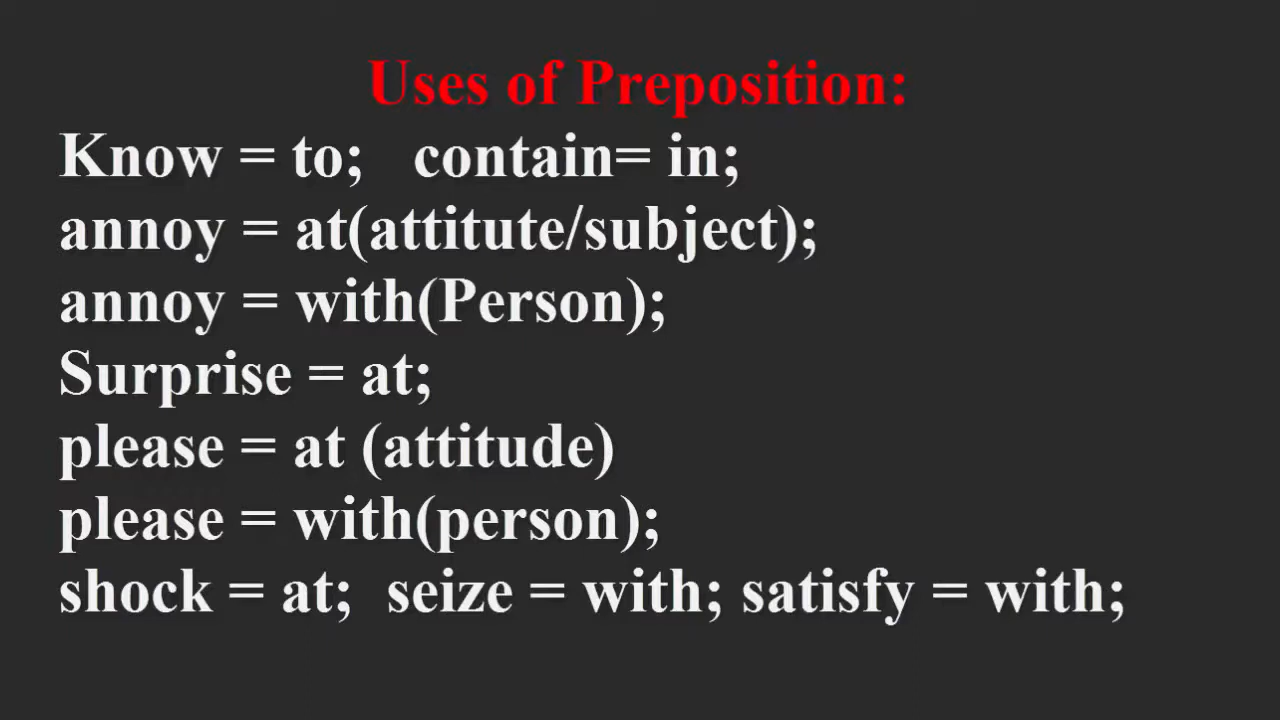 Uses of Preposition:
Know = to; contain= in;
annoy = at(attitute/subject);
annoy = with(Person);
Surprise = at;
please = at (attitude)
please = with(person);
shock = at; seize = with; satisfy = with;